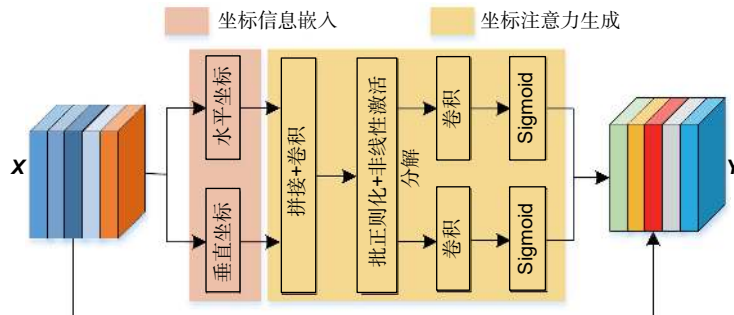 坐标信息嵌入
坐标注意力生成
X
水平坐标
垂直坐标
拼接+卷积
批正则化+非线性激活
分解
卷积
Sigmoid
卷积
Sigmoid
Y